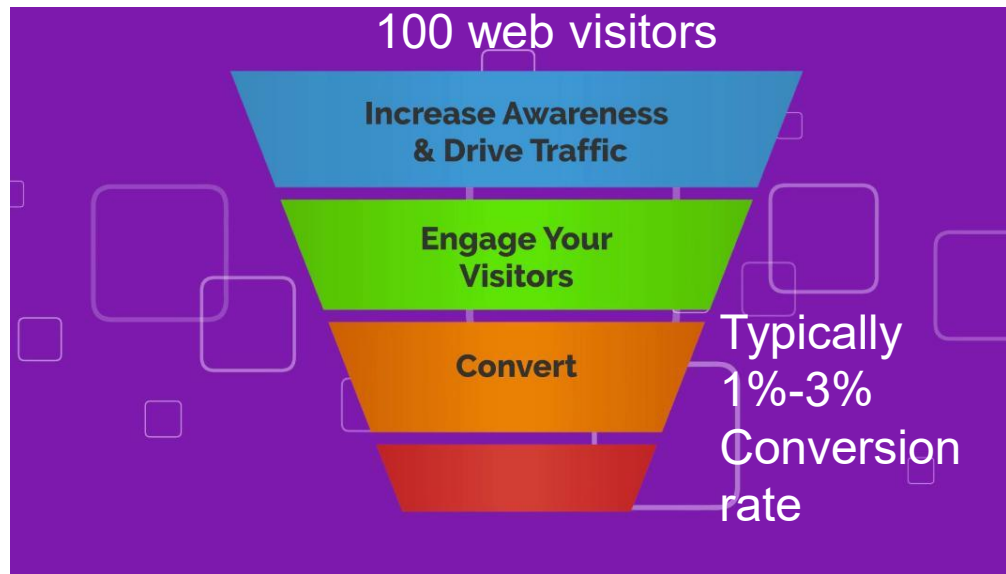 100 web visitors
Increase Awareness
& Drive Traffic
Engage Your
Visitors
Convert
Typically
1%-3%
Conversion
rate